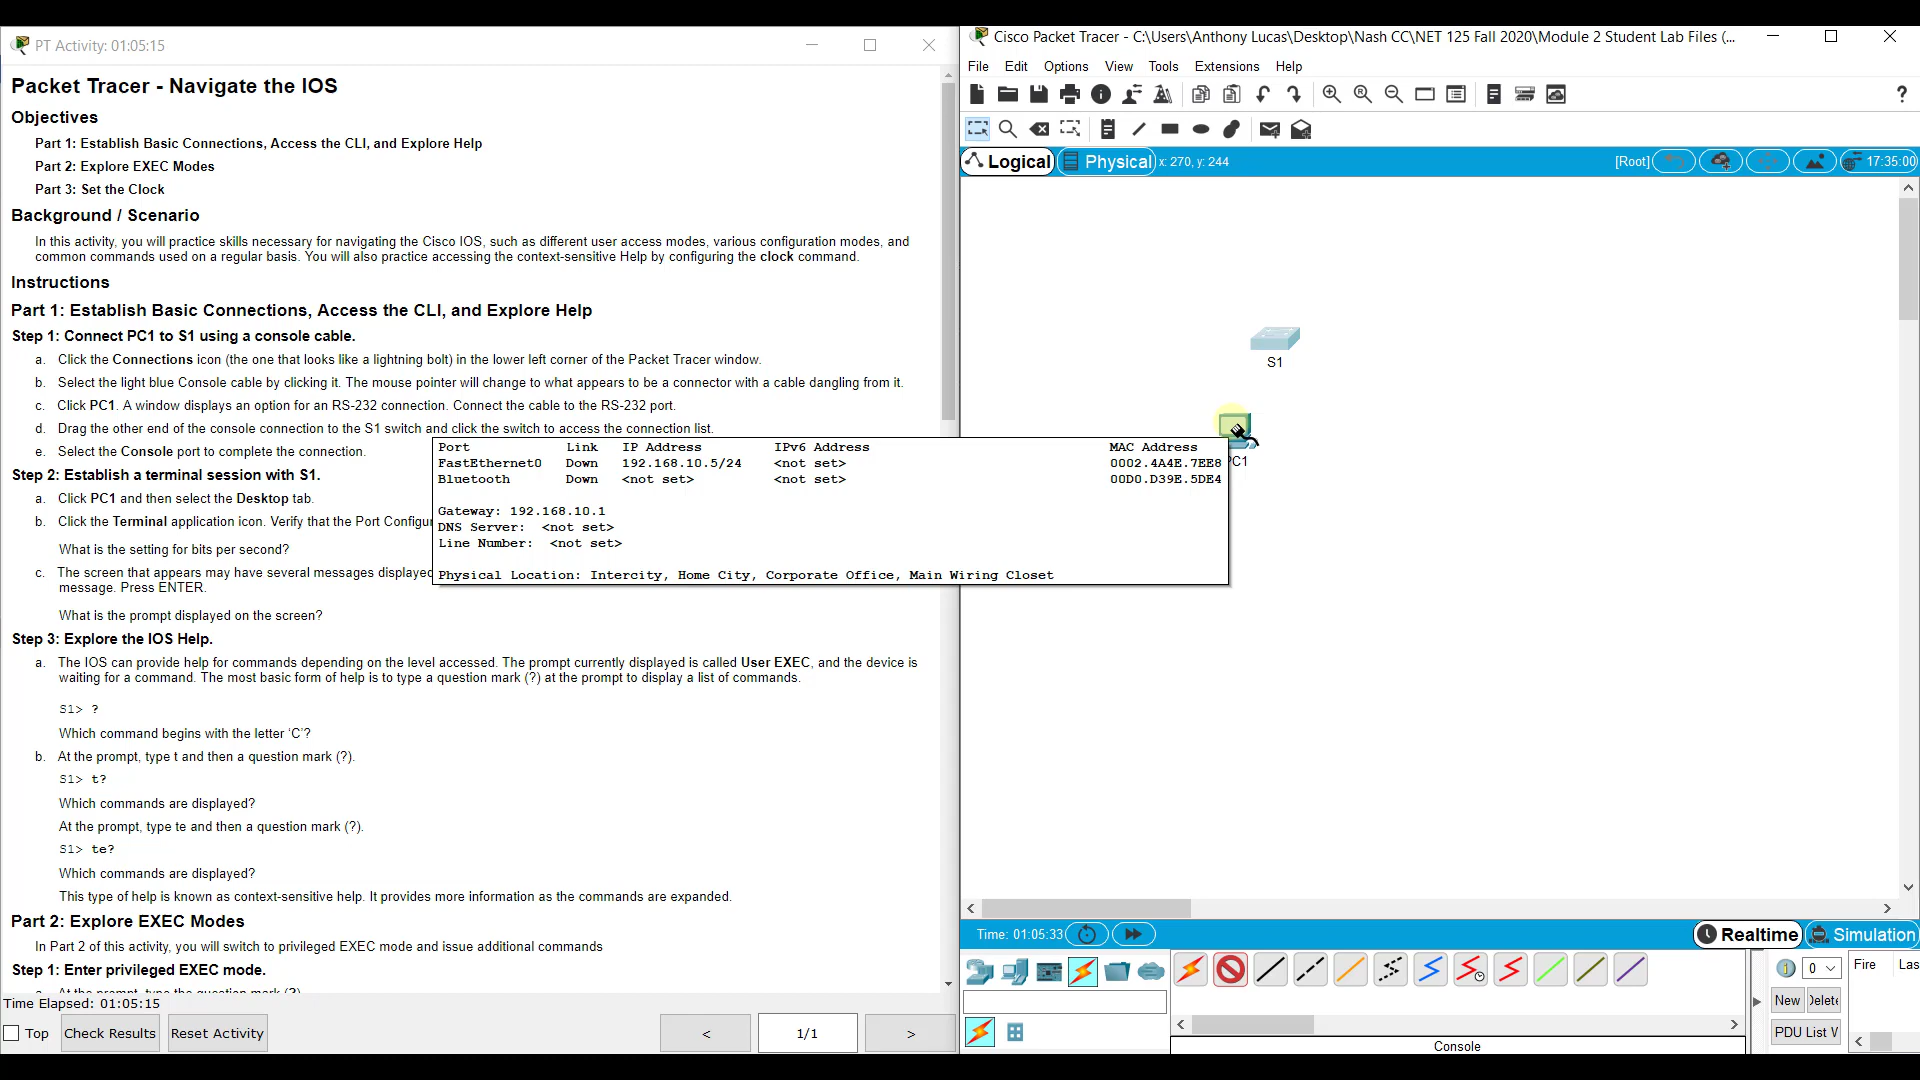 PT Activity: 01:05:15
Packet Tracer - Navigate the IOS
Objectives
Part 1: Establish Basic Connections, Access the CLI, and Explore Help
Part 2: Explore EXEC Modes
Part 3: Set the Clock
Background / Scenario
In this activity, you will practice skills necessary for navigating the Cisco IOS, such as different user access modes, various configuration modes, and
common commands used on a regular basis. You will also practice accessing the context-sensitive Help by configuring the clock command.
Instructions
Part 1: Establish Basic Connections, Access the CLI, and Explore Help
Step 1: Connect PC1 to S1 using a console cable.
a. Click the Connections icon (the one that looks like a lightning bolt) in the lower left corner of the Packet Tracer window.
b. Select the light blue Console cable by clicking it. The mouse pointer will change to what appears to be a connector with a cable dangling from it.
c. Click PC1. A window displays an option for an RS-232 connection. Connect the cable to the RS-232 port.
d. Drag the other end of the console connection to the S1 switch and click the switch to access the connection list.
e. Select the Console port to complete the connection.
Step 2: Establish a terminal session with S1.
a. Click PC1 and then select the Desktop tab.
b. Click the Terminal application icon. Verify that the Port Configur
What is the setting for bits per second?
c. The screen that appears may have several messages displayed
message. Press ENTER.
What is the prompt displayed on the screen?
Step 3: Explore the IOS Help.
a. The IOS can provide help for commands depending on the level accessed. The prompt currently displayed is called User EXEC, and the device is
waiting for a command. The most basic form of help is to type a question mark (?) at the prompt to display a list of commands.
S1> ?
Which command begins with the letter ‘C’?
b. At the prompt, type t and then a question mark (?).
S1> t?
Which commands are displayed?
At the prompt, type te and then a question mark (?).
S1> te?
Which commands are displayed?
This type of help is known as context-sensitive help. It provides more information as the commands are expanded.
Part 2: Explore EXEC Modes
In Part 2 of this activity, you will switch to privileged EXEC mode and issue additional commands
Step 1: Enter privileged EXEC mode.
a. At the prompt, type the question mark (?)
Time Elapsed: 01:05:15
Top Check Results Reset Activity < 1/1 >
Port Link IP Address IPv6 Address MAC Address
FastEthernet0 Down 192.168.10.5/24 <not set> 0002.4A4E.7EE8
Bluetooth Down <not set> <not set> 00D0.D39E.5DE4
Gateway: 192.168.10.1
DNS Server: <not set>
Line Number: <not set>
Physical Location: Intercity, Home City, Corporate Office, Main Wiring Closet
Cisco Packet Tracer - C:\Users\Anthony Lucas\Desktop\Nash CC\NET 125 Fall 2020\Module 2 Student Lab Files (...
File Edit Options View Tools Extensions Help
Logical Physical x: 270, y: 244 [Root] 17:35:00
S1
PC1
Time: 01:05:33 Realtime Simulation
0 Fire Las
New Delete
PDU List W
Console